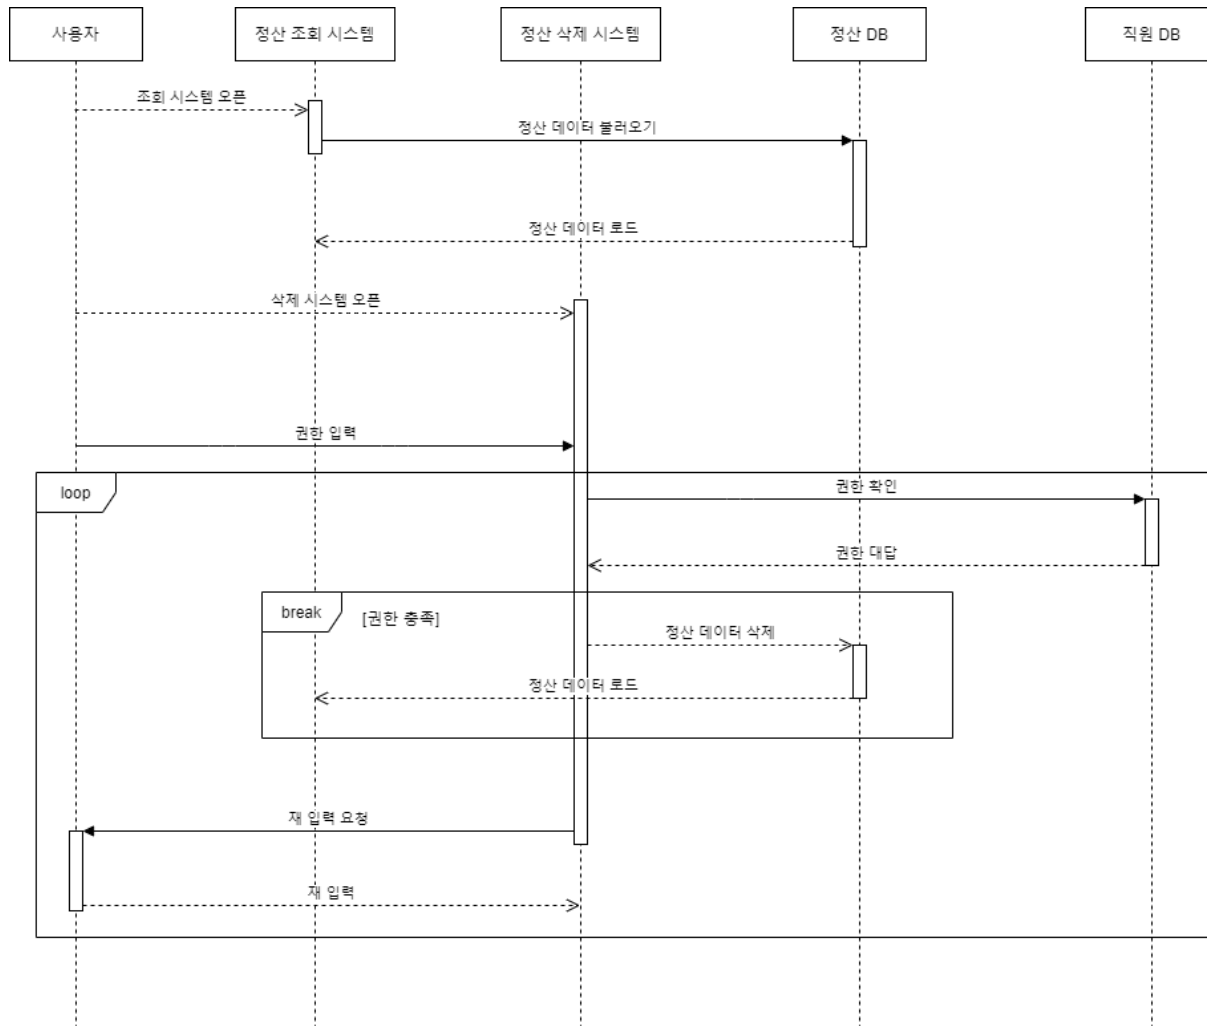 사용자
정산 조회 시스템
정산 삭제 시스템
정산 DB
직원 DB
조회 시스템 오픈
정산 데이터 불러오기
정산 데이터 로드
삭제 시스템 오픈
권한 입력
loop
권한 확인
권한 대답
break
[권한 충족]
정산 데이터 삭제
정산 데이터 로드
재 입력 요청
재 입력